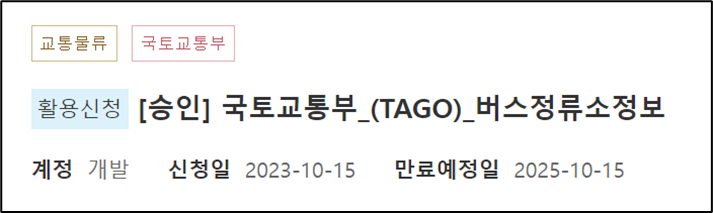 교통물류 국토교통부
활용신청 [승인] 국토교통부_(TAGO)_버스정류소정보
계정 개발 신청일 2023-10-15 만료예정일 2025-10-15